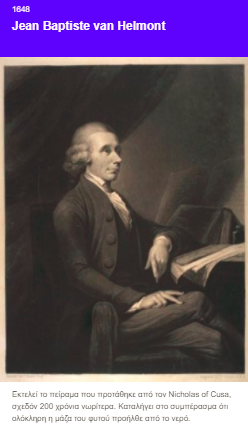 1648
Jean Baptiste van Helmont
Εκτελεί το πείραμα που προτάθηκε από τον Nicholas of Cusa,
σχεδόν 200 χρόνια νωρίτερα. Καταλήγει στο συμπέρασμα ότι
ολόκληρη η μάζα του φυτού προήλθε από το νερό.